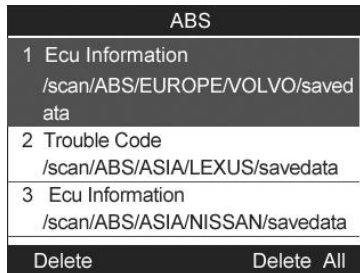 ABS
1 Ecu Information
/scan/ABS/EUROPE/VOLVO/saved
ata
2 Trouble Code
/scan/ABS/ASIA/LEXUS/savedata
3 Ecu Information
/scan/ABS/ASIA/NISSAN/savedata
Delete Delete All